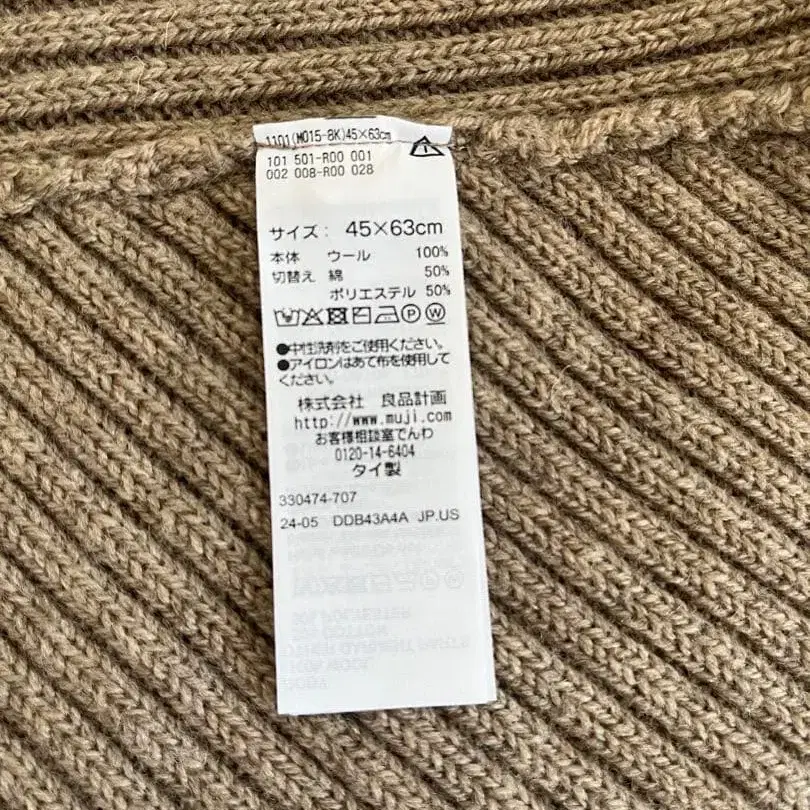 1101(M015-8K)45×63cm
101 501-R00 001
002 008-R00 028
サイズ: 45×63cm
本体 ウール 100%
切替え 綿 50%
ポリエステル 50%
P W
●中性洗剤をご使用ください。
●アイロンはあて布を使用して
ください。
株式会社 良品計画
http://www.muji.com
お客様相談室でんわ
0120-14-6404
タイ製
330474-707
24-05 DDB43A4A JP.US